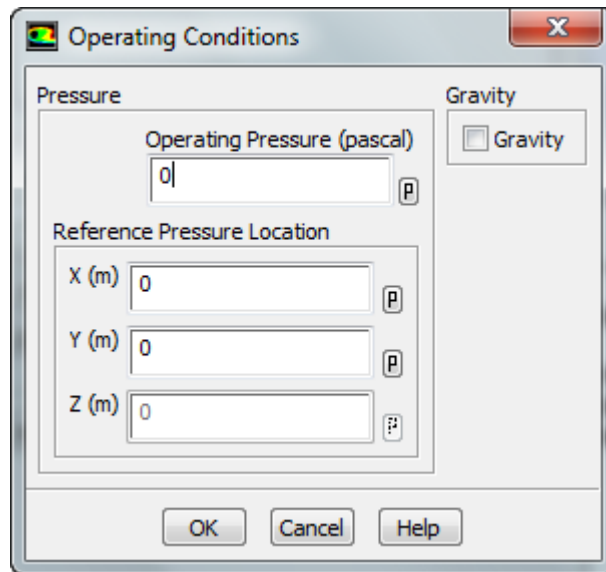 Operating Conditions
Pressure
Operating Pressure (pascal)
0
P
Reference Pressure Location
X (m) 0
P
Y (m) 0
P
Z (m) 0
P
Gravity
Gravity
OK Cancel Help